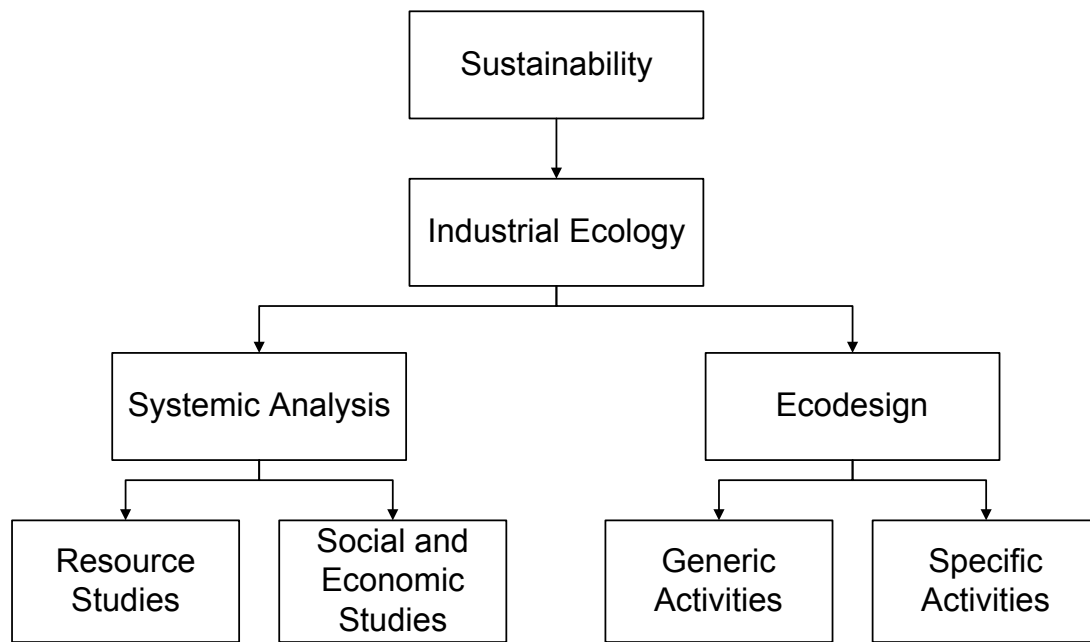 Sustainability
Industrial Ecology
Systemic Analysis
Ecodesign
Resource
Studies
Social and
Economic
Studies
Generic
Activities
Specific
Activities